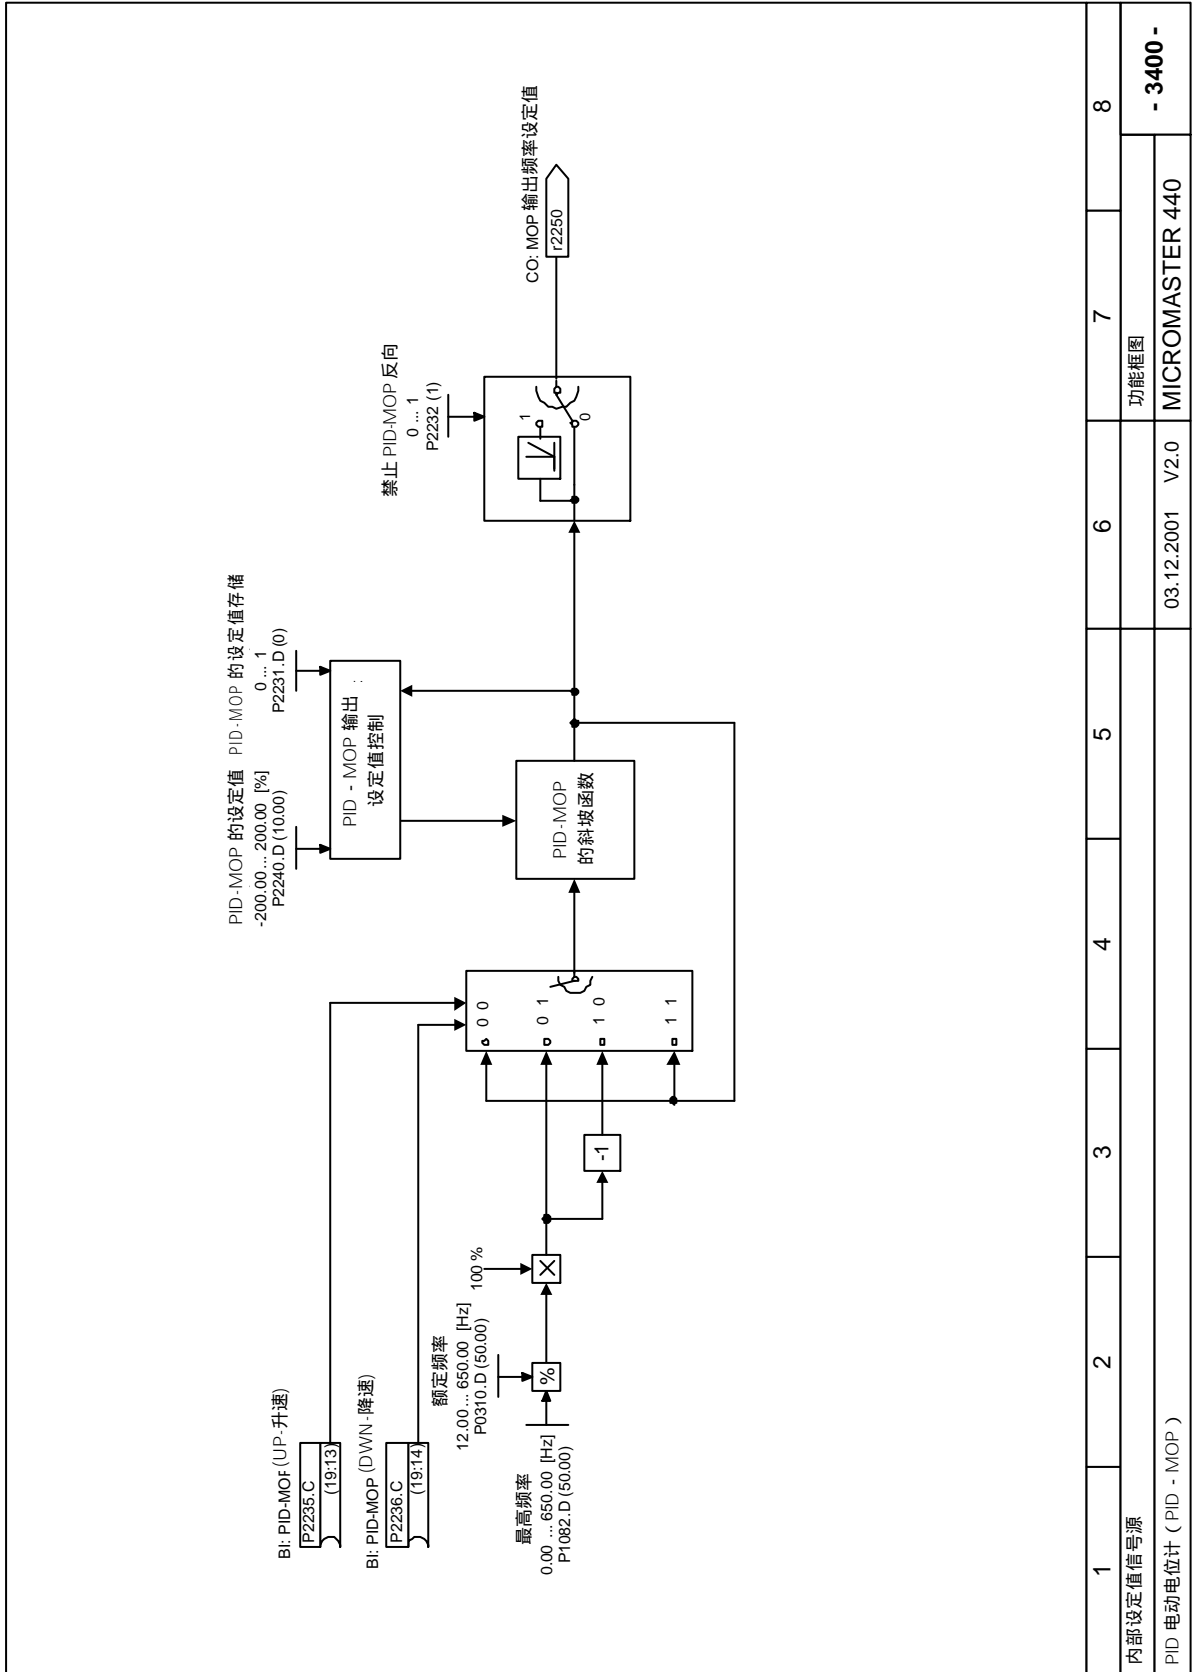 BI: PID-MOP (UP-升速)
P2235.C
(19:13)
BI: PID-MOP (DWN-降速)
P2236.C
(19:14)
最高频率
0.00 ... 650.00 [Hz]
P1082.D (50.00)
额定频率
12.00 ... 650.00 [Hz]
P0310.D (50.00)
%
100 %
-1
0 0
0 1
1 0
1 1
PID-MOP 的设定值
-200.00 ... 200.00 [%]
P2240.D (10.00)
PID-MOP 的设定值存储
0 ... 1
P2231.D (0)
PID - MOP 输出 :
设定值控制
PID-MOP
的斜坡函数
禁止 PID-MOP 反向
0 ... 1
P2232 (1)
1
0
CO: MOP 输出频率设定值
r2250
1 2 3 4 5 6 7 8
内部设定值信号源
功能框图
- 3400 -
PID 电动电位计 ( PID - MOP )
03.12.2001 V2.0
MICROMASTER 440